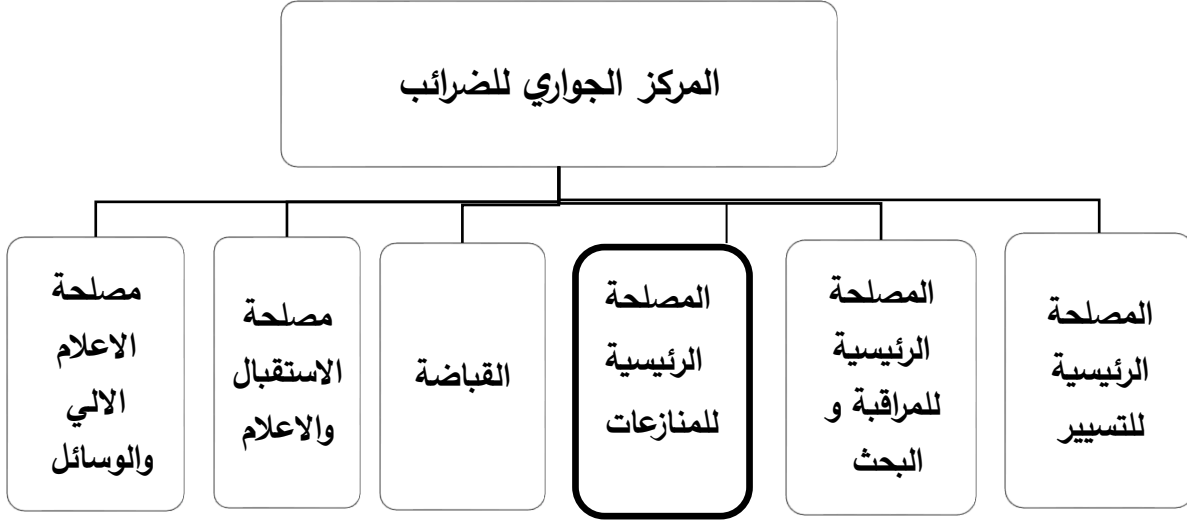 المركز الجواري للضرائب
المصلحة
الرئيسية
للتسيير
المصلحة
الرئيسية
للمراقبة و
البحث
المصلحة
الرئيسية
للمنازعات
القباضة
مصلحة
الاستقبال
والاعلام
مصلحة
الاعلام
الالي
والوسائل